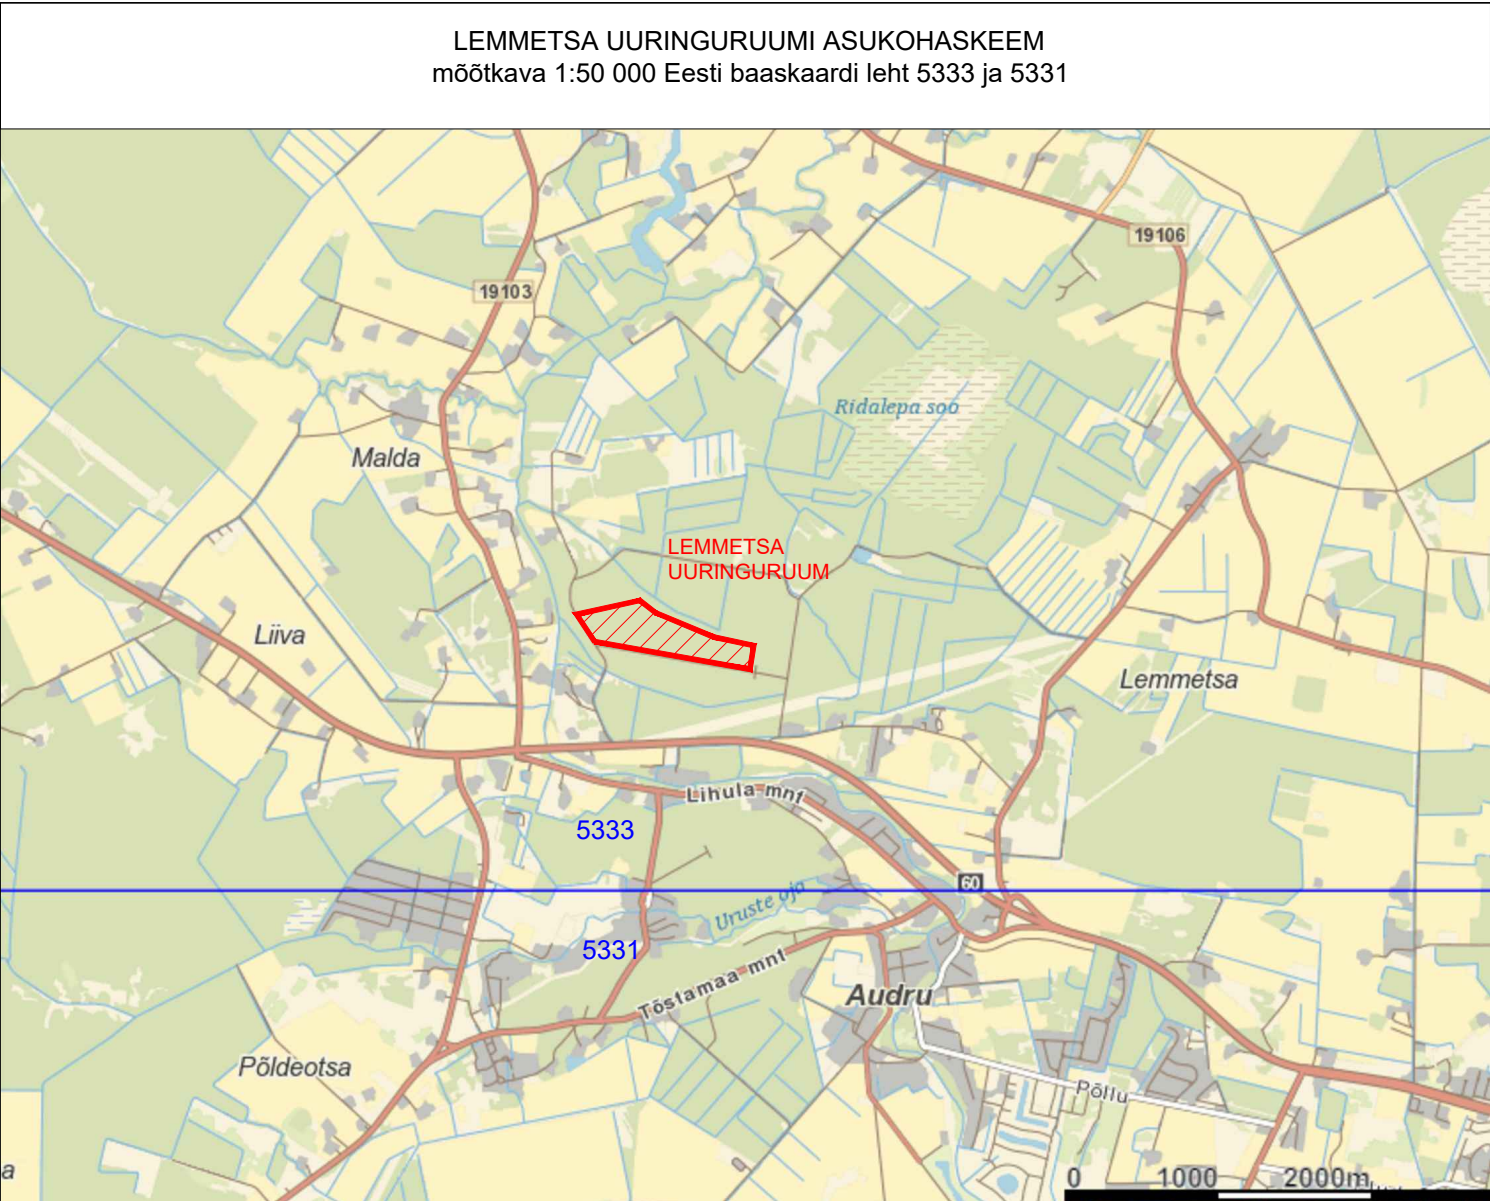 LEMMETSA UURINGURUUMI ASUKOHASKEEM
mõõtkava 1:50 000 Eesti baaskaardi leht 5333 ja 5331
19106
19103
Ridalepa soo
Malda
LEMMETSA
UURINGURUUM
Liiva
Lemmetsa
Lihula mnt
5333
60
Uruste oja
5331
Tõstamaa mnt
Audru
Põldeotsa
Põllu
a
0 1000 2000m